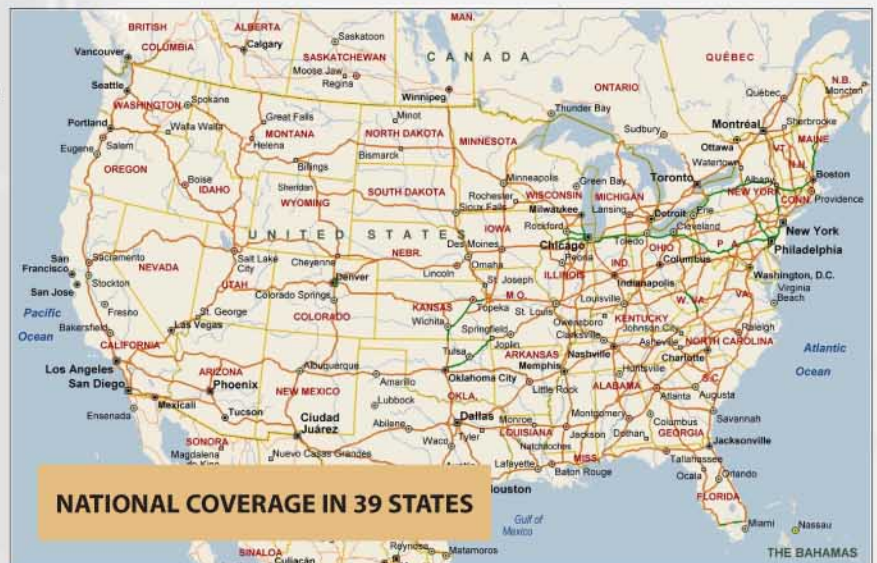 MAN.
BRITISH
COLUMBIA
ALBERTA
Calgary
Saskatoon
SASKATCHEWAN
CANADA
QUÉBEC
Vancouver
Moose Jaw
Regina
ONTARIO
N.B.
Moncton
Winnipeg
Seattle
WASHINGTON
Spokane
Thunder Bay
Québec
Sherbrooke
Great Falls
Minot
Sudbury
Montréal
MAINE
Portland
Walla Walla
MONTANA
Helena
NORTH DAKOTA
Bismarck
MINNESOTA
Ottawa
VT.
Eugene
Salem
Billings
Watertown
N.H.
OREGON
Boise
IDAHO
Sheridan
WYOMING
SOUTH DAKOTA
Minneapolis
Rochester
WISCONSIN
Green Bay
MICHIGAN
Toronto
Albany
NEW YORK
Boston
Providence
CONN.
Sioux Falls
Milwaukee
Lansing
Detroit
Erie
UNITED STATES
IOWA
Rockford
Chicago
Toledo
Cleveland
New York
Philadelphia
San
Francisco
Sacramento
NEVADA
Salt Lake
City
Cheyenne
NEBR.
Des Moines
Omaha
Lincoln
Peoria
ILLINOIS
IND.
OHIO
Columbus
P A.
Washington, D.C.
San Jose
Stockton
UTAH
Denver
Colorado Springs
COLORADO
St. Joseph
Indianapolis
W. VA.
VA.
Virginia
Beach
Pacific
Ocean
Fresno
Bakersfield
St. George
Las Vegas
KANSAS
Wichita
Topeka
M O.
St. Louis
Louisville
KENTUCKY
CALIFORNIA
Springfield
Joplin
Owensboro
Clarksville
Johnson City
Raleigh
Los Angeles
San Diego
ARIZONA
Phoenix
Albuquerque
NEW MEXICO
Amarillo
Tulsa
Oklahoma City
ARKANSAS
Memphis
Nashville
Asheville
Charlotte
NORTH CAROLINA
Atlantic
Ocean
Mexicali
Ensenada
Tucson
Lubbock
OKLA.
Little Rock
Huntsville
ALABAMA
Atlanta
S.C.
Augusta
Ciudad
Juárez
Abilene
Dallas
Tyler
Monroe
LOUISIANA
Natchitoches
Jackson
Montgomery
Dothan
Columbus
GEORGIA
Savannah
SONORA
Magdalena
de Kino
Nuevo Casas Grandes
Waco
MISS.
Jacksonville
Tallahassee
Lafayette
Baton Rouge
Ocala
Orlando
FLORIDA
NATIONAL COVERAGE IN 39 STATES
Houston
Gulf of
Mexico
Miami
Nassau
THE BAHAMAS
SINALOA
Culiacán
Reynosa
Matamoros